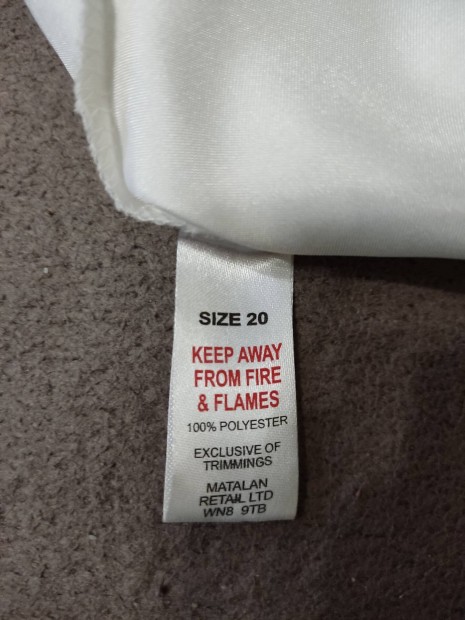 SIZE 20
KEEP AWAY
FROM FIRE
& FLAMES
100% POLYESTER
EXCLUSIVE OF
TRIMMINGS
MATALAN
RETAIL LTD
WN8 9TB